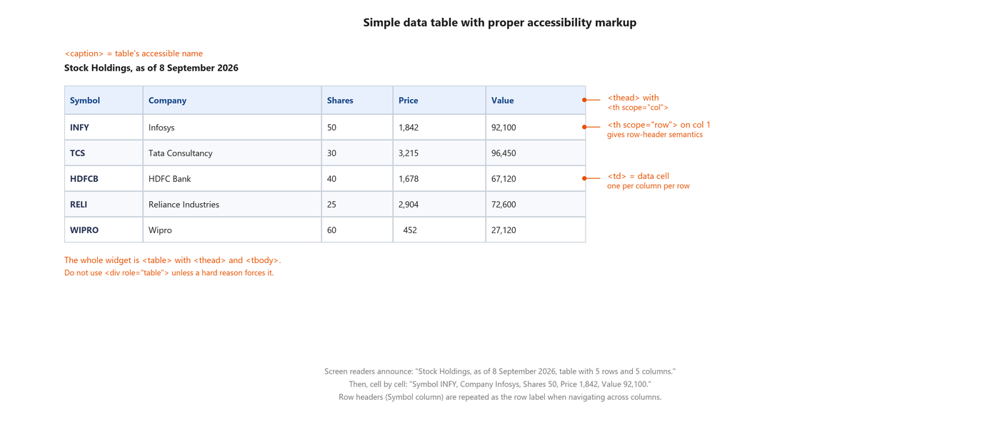 Simple data table with proper accessibility markup
<caption> = table's accessible name
Stock Holdings, as of 8 September 2026
Symbol Company Shares Price Value
<thead> with
<th scope="col">
INFY Infosys 50 1,842 92,100
<th scope="row"> on col 1
gives row-header semantics
TCS Tata Consultancy 30 3,215 96,450
HDFCB HDFC Bank 40 1,678 67,120
<td> = data cell
one per column per row
RELI Reliance Industries 25 2,904 72,600
WIPRO Wipro 60 452 27,120
The whole widget is <table> with <thead> and <tbody>.
Do not use <div role="table"> unless a hard reason forces it.
Screen readers announce: "Stock Holdings, as of 8 September 2026, table with 5 rows and 5 columns."
Then, cell by cell: "Symbol INFY, Company Infosys, Shares 50, Price 1,842, Value 92,100."
Row headers (Symbol column) are repeated as the row label when navigating across columns.